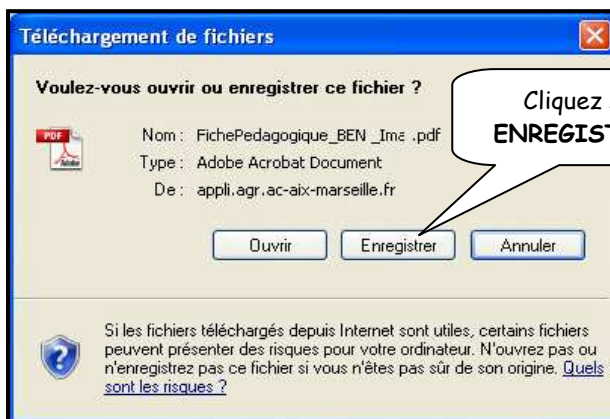 Téléchargement de fichiers
Voulez-vous ouvrir ou enregistrer ce fichier ?
Cliquez
ENREGIST
PDF
Adobe
Nom : FichePedagogique_BEN _Ima .pdf
Type : Adobe Acrobat Document
De : appli.agr.ac-aix-marseille.fr
Ouvrir Enregistrer Annuler
Si les fichiers téléchargés depuis Internet sont utiles, certains fichiers
peuvent présenter des risques pour votre ordinateur. N'ouvrez pas ou
n'enregistrez pas ce fichier si vous n'êtes pas sûr de son origine. Quels
sont les risques ?